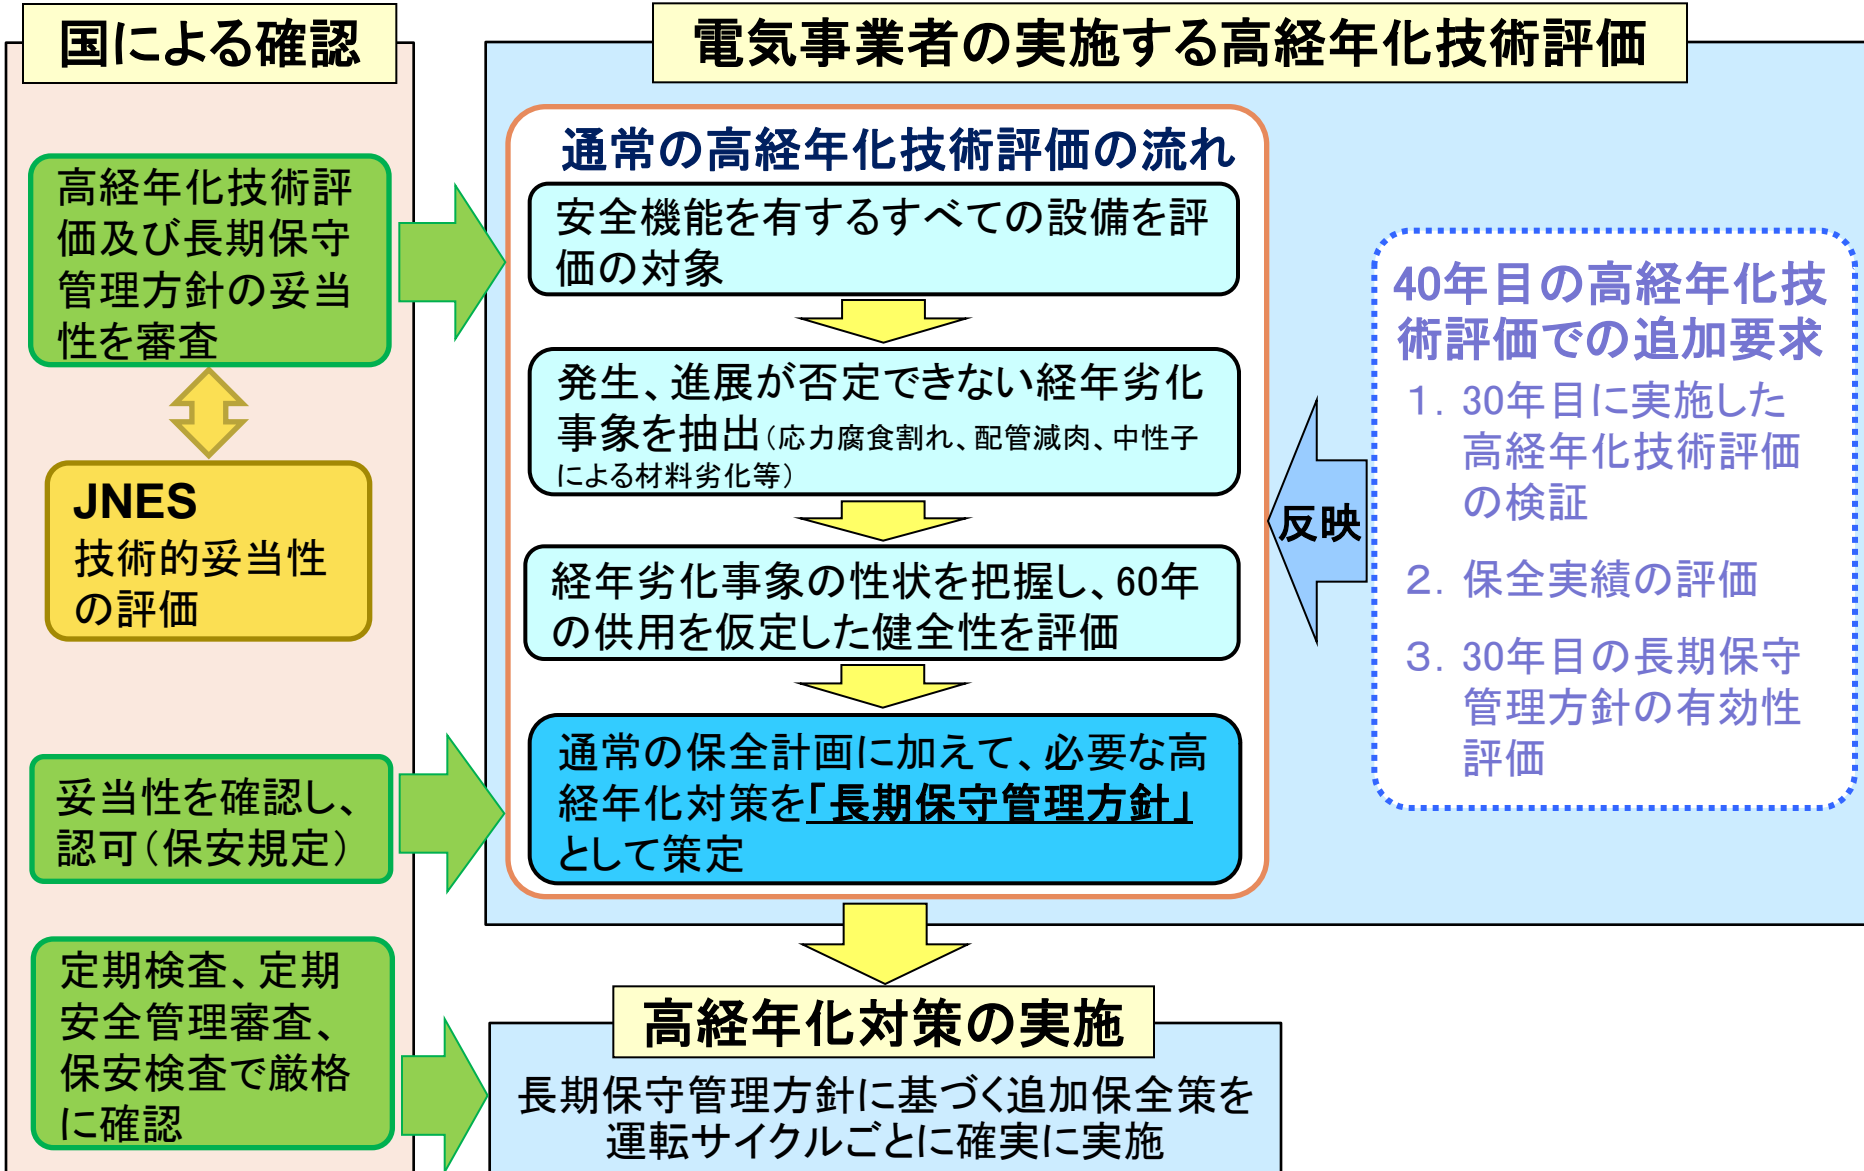 国による確認
高経年化技術評
価及び長期保守
管理方針の妥当
性を審査
JNES
技術的妥当性
の評価
妥当性を確認し、
認可（保安規定）
定期検査、定期
安全管理審査、
保安検査で厳格
に確認
電気事業者の実施する高経年化技術評価
通常の高経年化技術評価の流れ
安全機能を有するすべての設備を評
価の対象
発生、進展が否定できない経年劣化
事象を抽出（応力腐食割れ、配管減肉、中性子
による材料劣化等）
経年劣化事象の性状を把握し、60年
の供用を仮定した健全性を評価
通常の保全計画に加えて、必要な高
経年化対策を「長期保守管理方針」
として策定
反映
40年目の高経年化技
術評価での追加要求
１．30年目に実施した
高経年化技術評価
の検証
２．保全実績の評価
３．30年目の長期保守
管理方針の有効性
評価
高経年化対策の実施
長期保守管理方針に基づく追加保全策を
運転サイクルごとに確実に実施